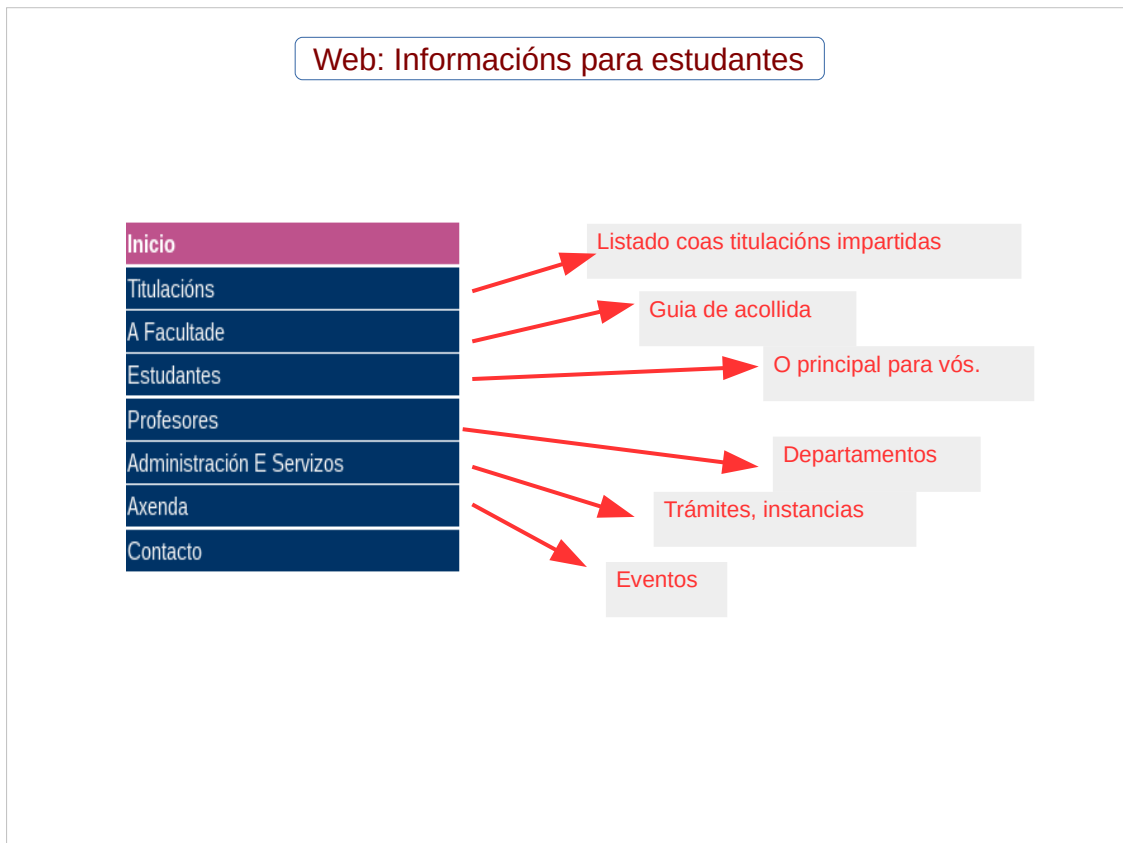 Web: Informacións para estudantes
Inicio
Titulacións
A Facultade
Estudantes
Profesores
Administración E Servizos
Axenda
Contacto
Listado coas titulacións impartidas
Guia de acollida
O principal para vós.
Departamentos
Trámites, instancias
Eventos